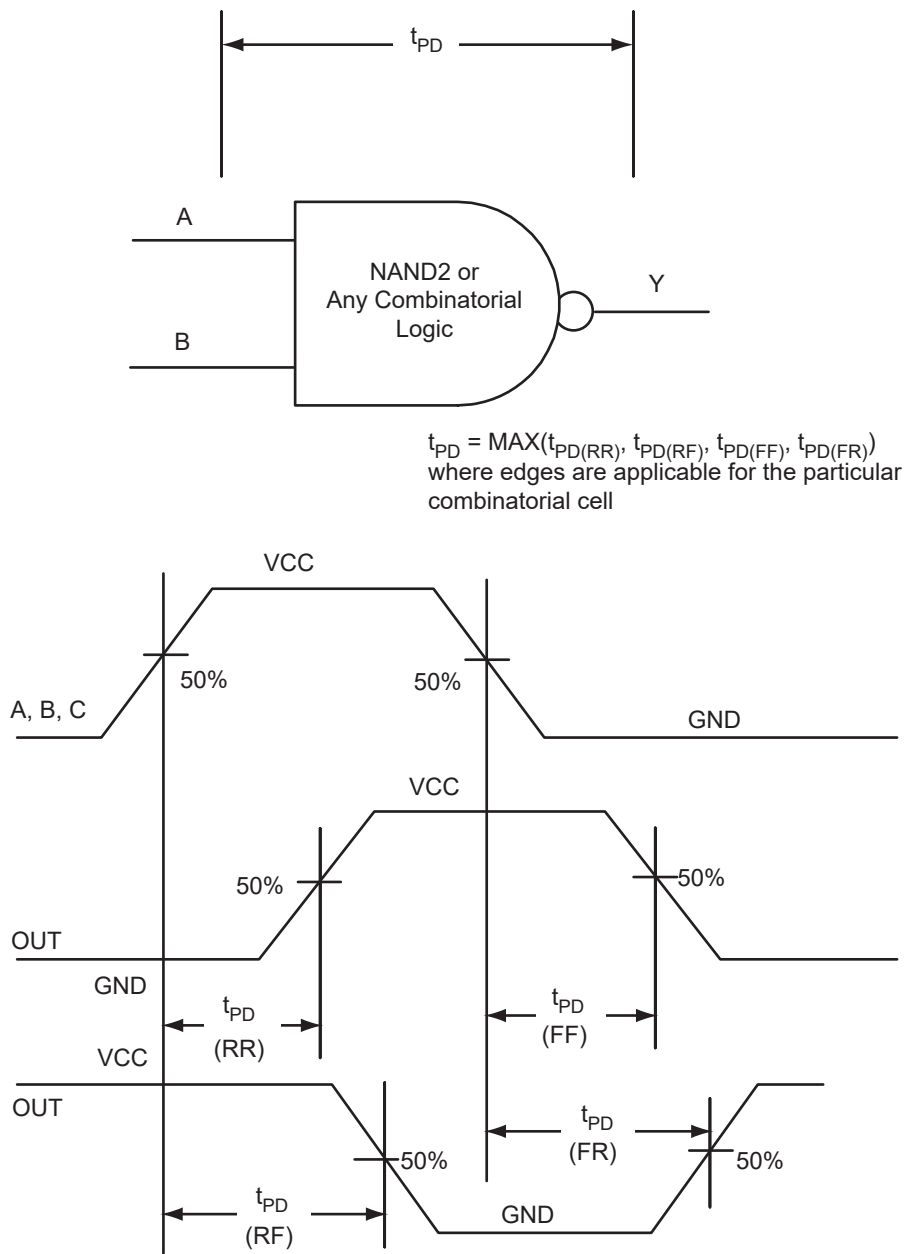 tPD
A
NAND2 or
Any Combinatorial
Logic
Y
B
tPD = MAX(tPD(RR), tPD(RF), tPD(FF), tPD(FR))
where edges are applicable for the particular
combinatorial cell
VCC
50%
50%
A, B, C
GND
VCC
50%
50%
OUT
GND
tPD
(RR)
tPD
(FF)
VCC
OUT
tPD
(FR)
50%
50%
tPD
(RF)
GND